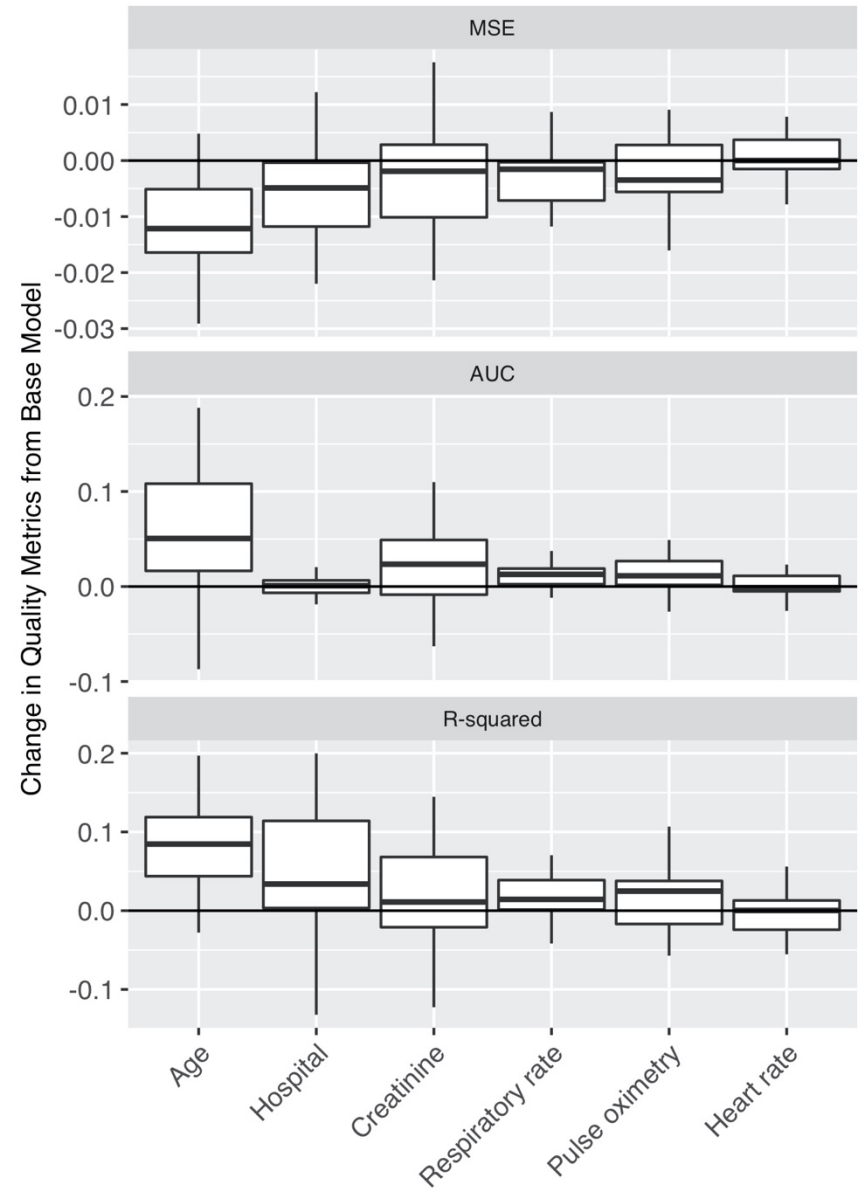 Change in Quality Metrics from Base Model
MSE
0.01
0.00
-0.01
-0.02
-0.03
AUC
0.2
0.1
0.0
-0.1
R-squared
0.2
0.1
0.0
-0.1
Age
Hospital
Creatinine
Respiratory rate
Pulse oximetry
Heart rate